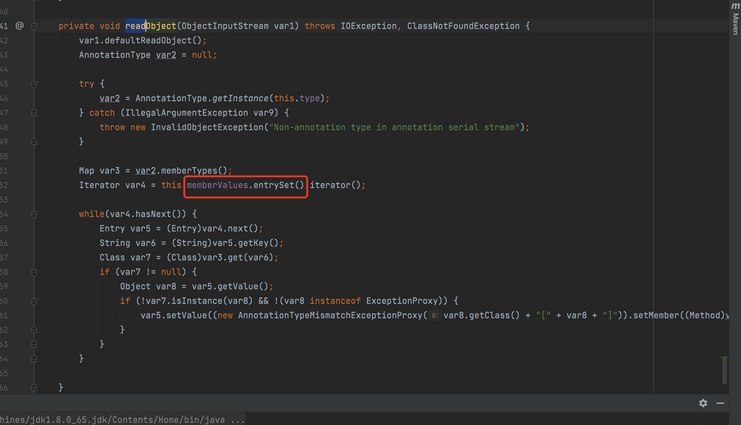 40
41 @ private void readObject(ObjectInputStream var1) throws IOException, ClassNotFoundException {
42 var1.defaultReadObject();
43 AnnotationType var2 = null;
44
45 try {
46 var2 = AnnotationType.getInstance(this.type);
47 } catch (IllegalArgumentException var9) {
48 throw new InvalidObjectException("Non-annotation type in annotation serial stream");
49 }
50
51 Map var3 = var2.memberTypes();
52 Iterator var4 = this.memberValues.entrySet().iterator();
53
54 while(var4.hasNext()) {
55 Entry var5 = (Entry)var4.next();
56 String var6 = (String)var5.getKey();
57 Class var7 = (Class)var3.get(var6);
58 if (var7 != null) {
59 Object var8 = var5.getValue();
60 if (!var7.isInstance(var8) && !(var8 instanceof ExceptionProxy)) {
61 var5.setValue((new AnnotationTypeMismatchExceptionProxy( s: var8.getClass() + "[" + var8 + "]")).setMember((Method)v
62 }
63 }
64 }
65
66 }
m
Maven
hines/jdk1.8.0_65.jdk/Contents/Home/bin/java ...